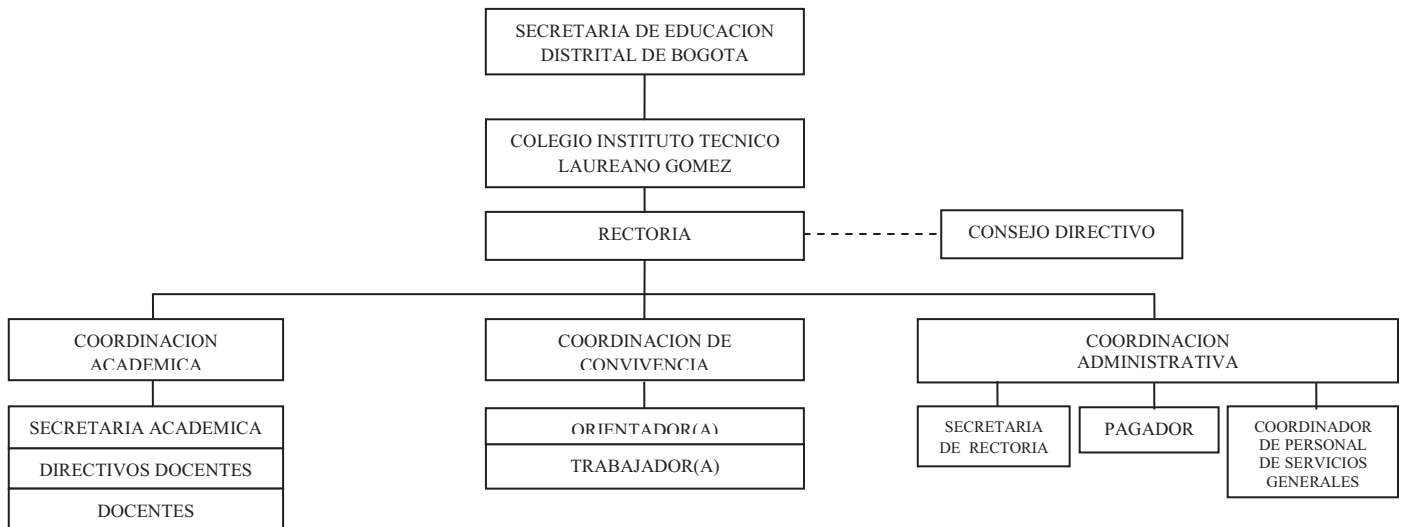 SECRETARIA DE EDUCACION
DISTRITAL DE BOGOTA
COLEGIO INSTITUTO TECNICO
LAUREANO GOMEZ
RECTORIA
CONSEJO DIRECTIVO
COORDINACION
ACADEMICA
COORDINACION DE
CONVIVENCIA
COORDINACION
ADMINISTRATIVA
SECRETARIA ACADEMICA
DIRECTIVOS DOCENTES
DOCENTES
ORIENTADOR(A)
TRABAJADOR(A)
SECRETARIA
DE RECTORIA
PAGADOR
COORDINADOR
DE PERSONAL
DE SERVICIOS
GENERALES